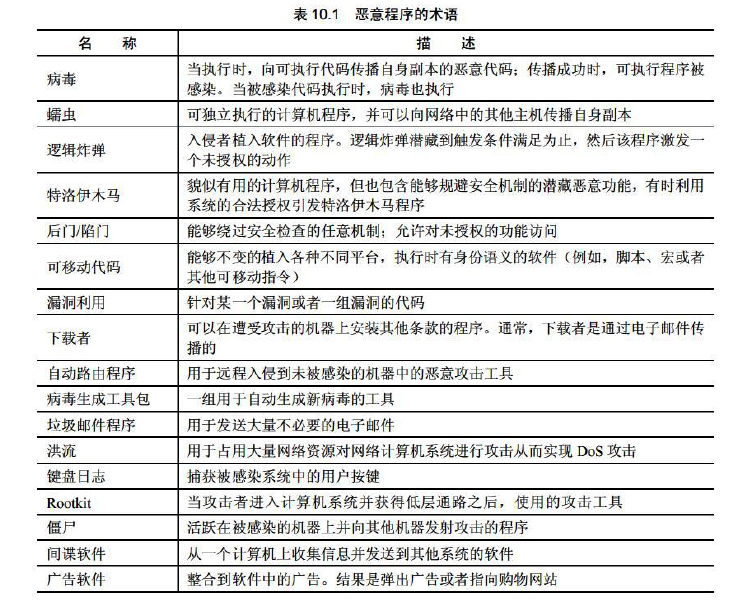 表 10.1 恶意程序的术语
名 称 描 述
病毒 当执行时，向可执行代码传播自身副本的恶意代码；传播成功时，可执行程序被
感染。当被感染代码执行时，病毒也执行
蠕虫 可独立执行的计算机程序，并可以向网络中的其他主机传播自身副本
逻辑炸弹 入侵者植入软件的程序。逻辑炸弹潜藏到触发条件满足为止，然后该程序激发一
个未授权的动作
特洛伊木马 貌似有用的计算机程序，但也包含能够规避安全机制的潜藏恶意功能，有时利用
系统的合法授权引发特洛伊木马程序
后门/陷门 能够绕过安全检查的任意机制；允许对未授权的功能访问
可移动代码 能够不变的植入各种不同平台，执行时有身份语义的软件（例如，脚本、宏或者
其他可移动指令）
漏洞利用 针对某一个漏洞或者一组漏洞的代码
下载者 可以在遭受攻击的机器上安装其他条款的程序。通常，下载者是通过电子邮件传
播的
自动路由程序 用于远程入侵到未被感染的机器中的恶意攻击工具
病毒生成工具包 一组用于自动生成新病毒的工具
垃圾邮件程序 用于发送大量不必要的电子邮件
洪流 用于占用大量网络资源对网络计算机系统进行攻击从而实现 DoS 攻击
键盘日志 捕获被感染系统中的用户按键
Rootkit 当攻击者进入计算机系统并获得低层通路之后，使用的攻击工具
僵尸 活跃在被感染的机器上并向其他机器发射攻击的程序
间谍软件 从一个计算机上收集信息并发送到其他系统的软件
广告软件 整合到软件中的广告。结果是弹出广告或者指向购物网站